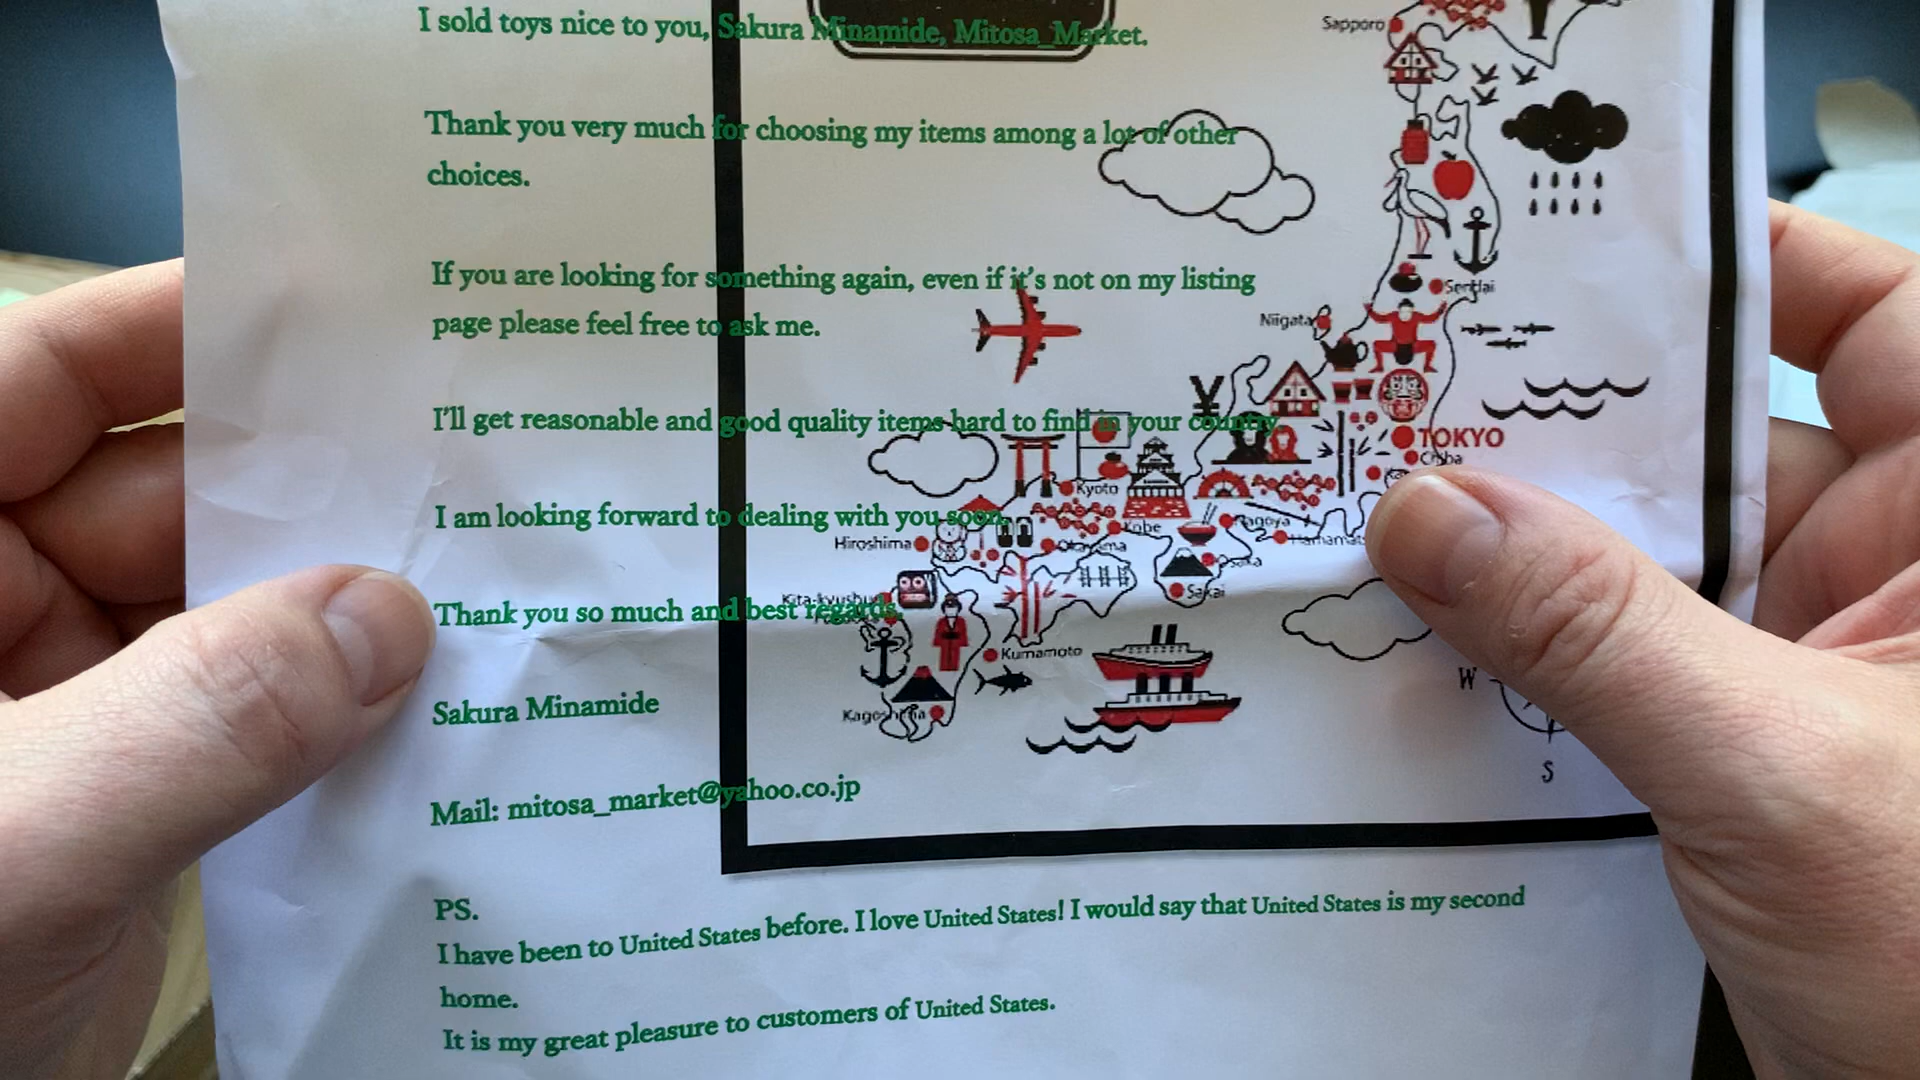 I sold toys nice to you, Sakura Minamide, Mitosa_Market.
Thank you very much for choosing my items among a lot of other
choices.
If you are looking for something again, even if it's not on my listing
page please feel free to ask me.
I'll get reasonable and good quality items hard to find in your country.
I am looking forward to dealing with you soon.
Thank you so much and best regards.
Sakura Minamide
Mail: mitosa_market@yahoo.co.jp
PS.
I have been to United States before. I love United States! I would say that United States is my second
home.
It is my great pleasure to customers of United States.
Sapporo
Sendai
Niigata
¥
TOKYO
Chiba
Kyoto
Kobe
Nagoya
Hiroshima
Okayama
Osaka
Kita-kyushu
Sakai
Kumamoto
Kagoshima
W
S